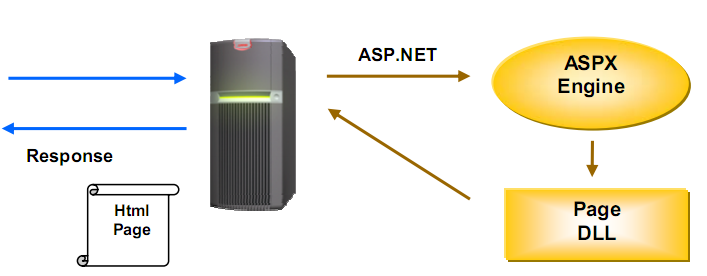 ASP.NET
ASPX
Engine
Response
Html
Page
Page
DLL